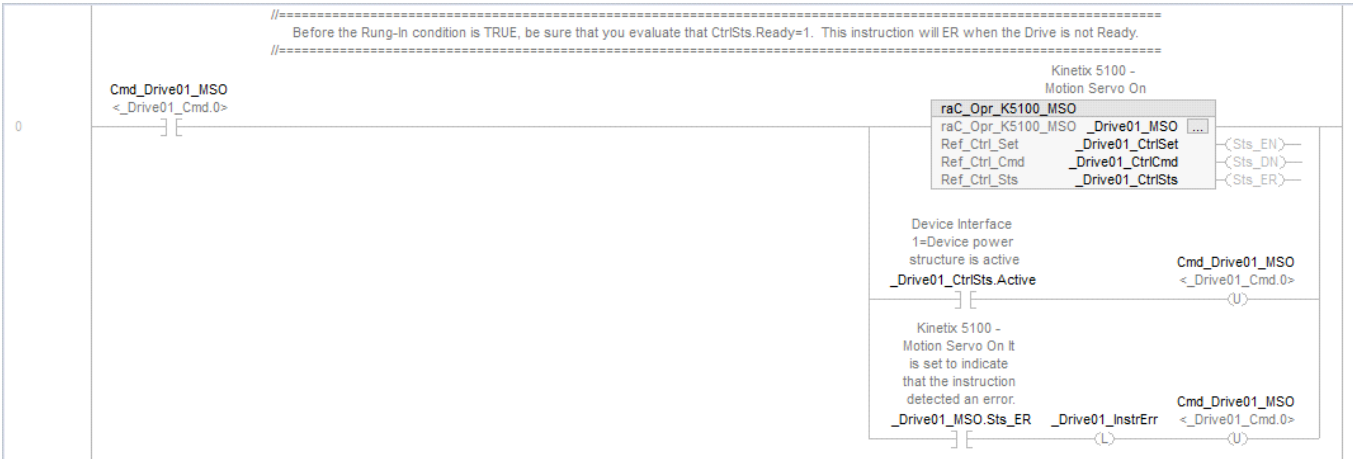 //==============================================================================================================
Before the Rung-In condition is TRUE, be sure that you evaluate that CtrlSts.Ready=1. This instruction will ER when the Drive is not Ready.
//==============================================================================================================
Kinetix 5100 -
Motion Servo On
Cmd_Drive01_MSO
<_Drive01_Cmd.0>
0
raC_Opr_K5100_MSO
raC_Opr_K5100_MSO _Drive01_MSO ...
Ref_Ctrl_Set _Drive01_CtrlSet (Sts_EN)
Ref_Ctrl_Cmd _Drive01_CtrlCmd (Sts_DN)
Ref_Ctrl_Sts _Drive01_CtrlSts (Sts_ER)
Device Interface
1=Device power
structure is active
_Drive01_CtrlSts.Active
Cmd_Drive01_MSO
<_Drive01_Cmd.0>
(U)
Kinetix 5100 -
Motion Servo On It
is set to indicate
that the instruction
detected an error.
_Drive01_MSO.Sts_ER
_Drive01_InstrErr
(L)
Cmd_Drive01_MSO
<_Drive01_Cmd.0>
(U)